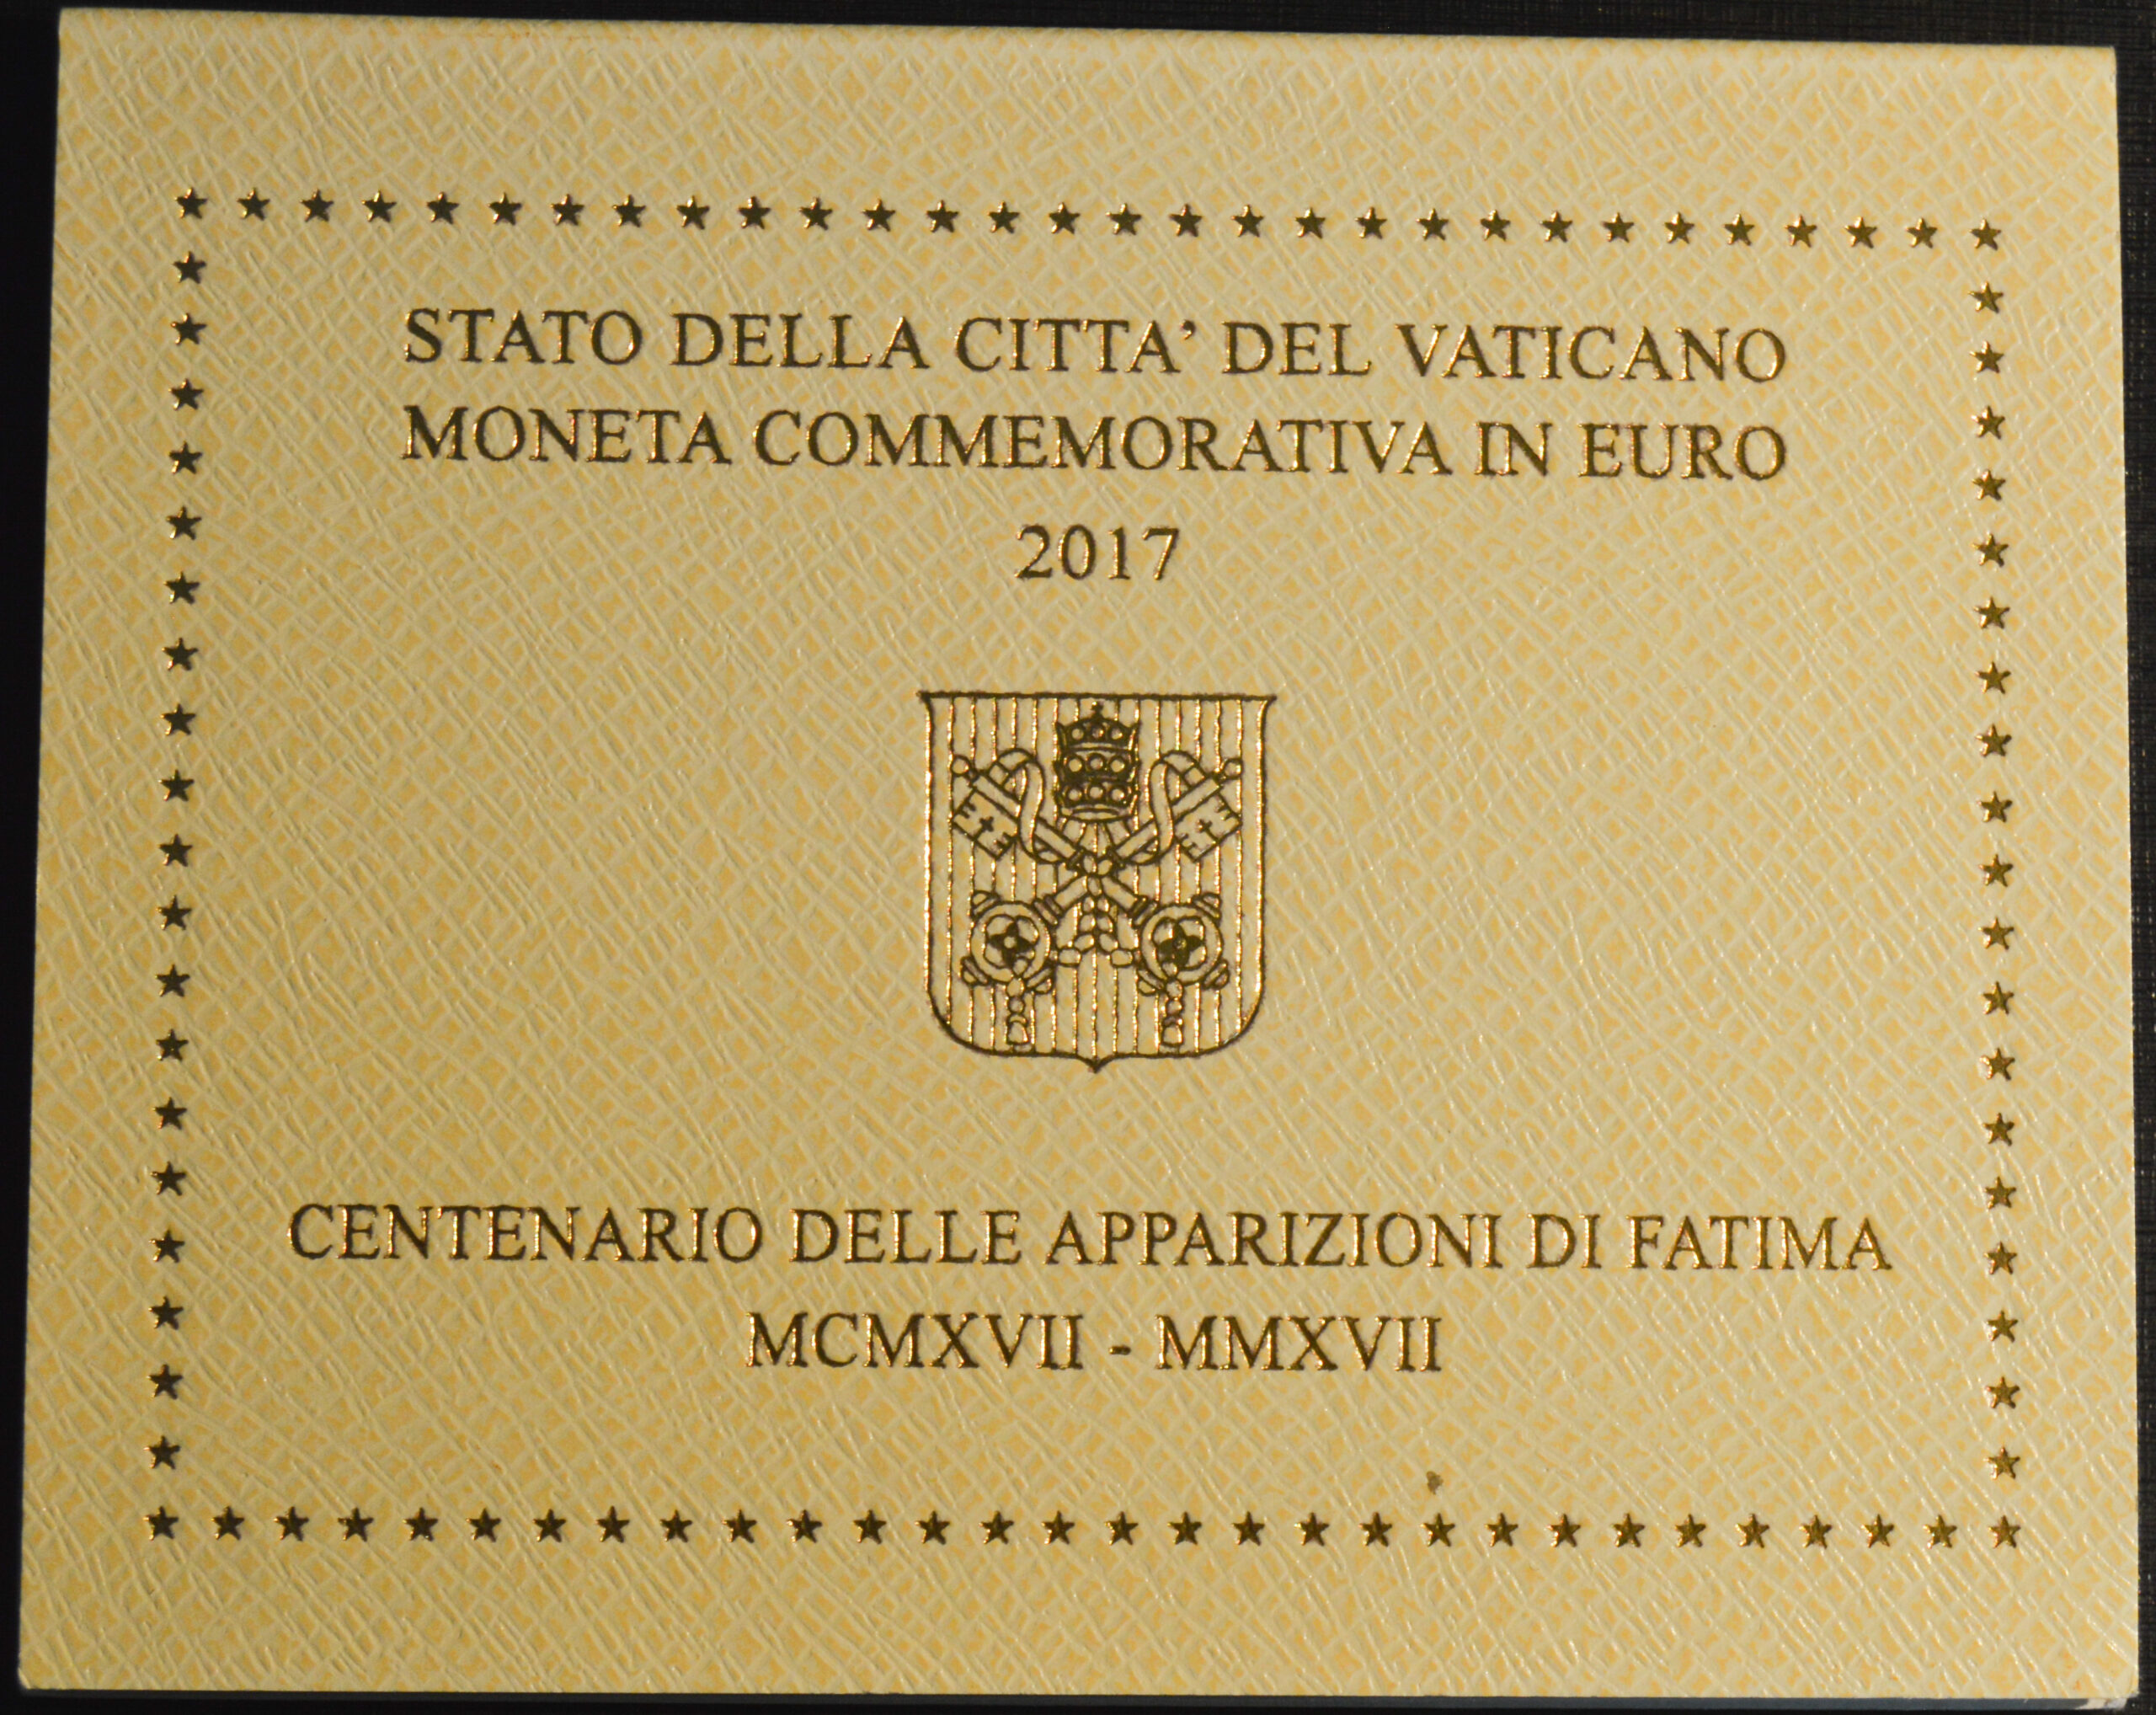 STATO DELLA CITTA' DEL VATICANO
MONETA COMMEMORATIVA IN EURO
2017
CENTENARIO DELLE APPARIZIONI DI FATIMA
MCMXVII - MMXVII